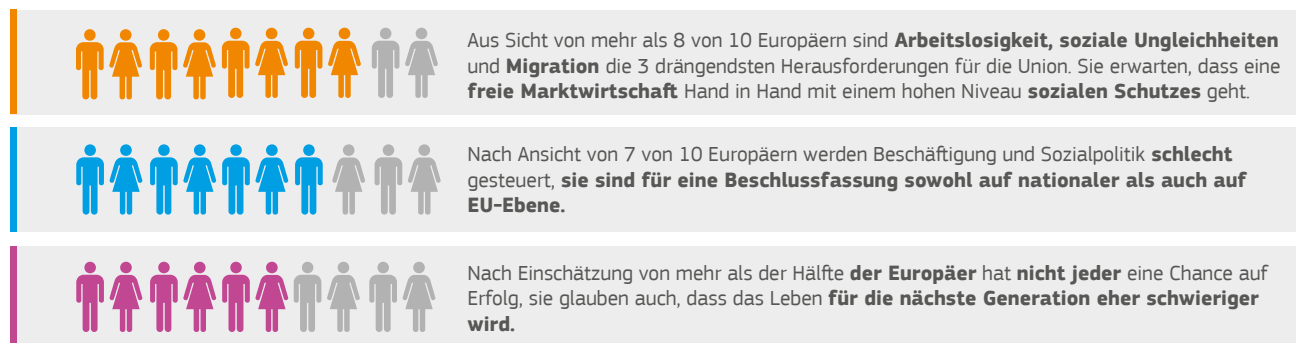 Aus Sicht von mehr als 8 von 10 Europäern sind Arbeitslosigkeit, soziale Ungleichheiten
und Migration die 3 drängendsten Herausforderungen für die Union. Sie erwarten, dass eine
freie Marktwirtschaft Hand in Hand mit einem hohen Niveau sozialen Schutzes geht.
Nach Ansicht von 7 von 10 Europäern werden Beschäftigung und Sozialpolitik schlecht
gesteuert, sie sind für eine Beschlussfassung sowohl auf nationaler als auch auf
EU-Ebene.
Nach Einschätzung von mehr als der Hälfte der Europäer hat nicht jeder eine Chance auf
Erfolg, sie glauben auch, dass das Leben für die nächste Generation eher schwieriger
wird.